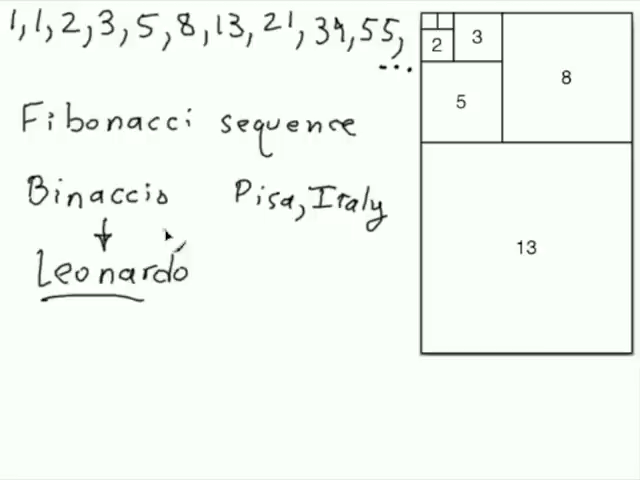 1, 1, 2, 3, 5, 8, 13, 21, 34, 55,
...
Fibonacci sequence
Binaccio Pisa, Italy
Leonardo
2 3
8
5
13